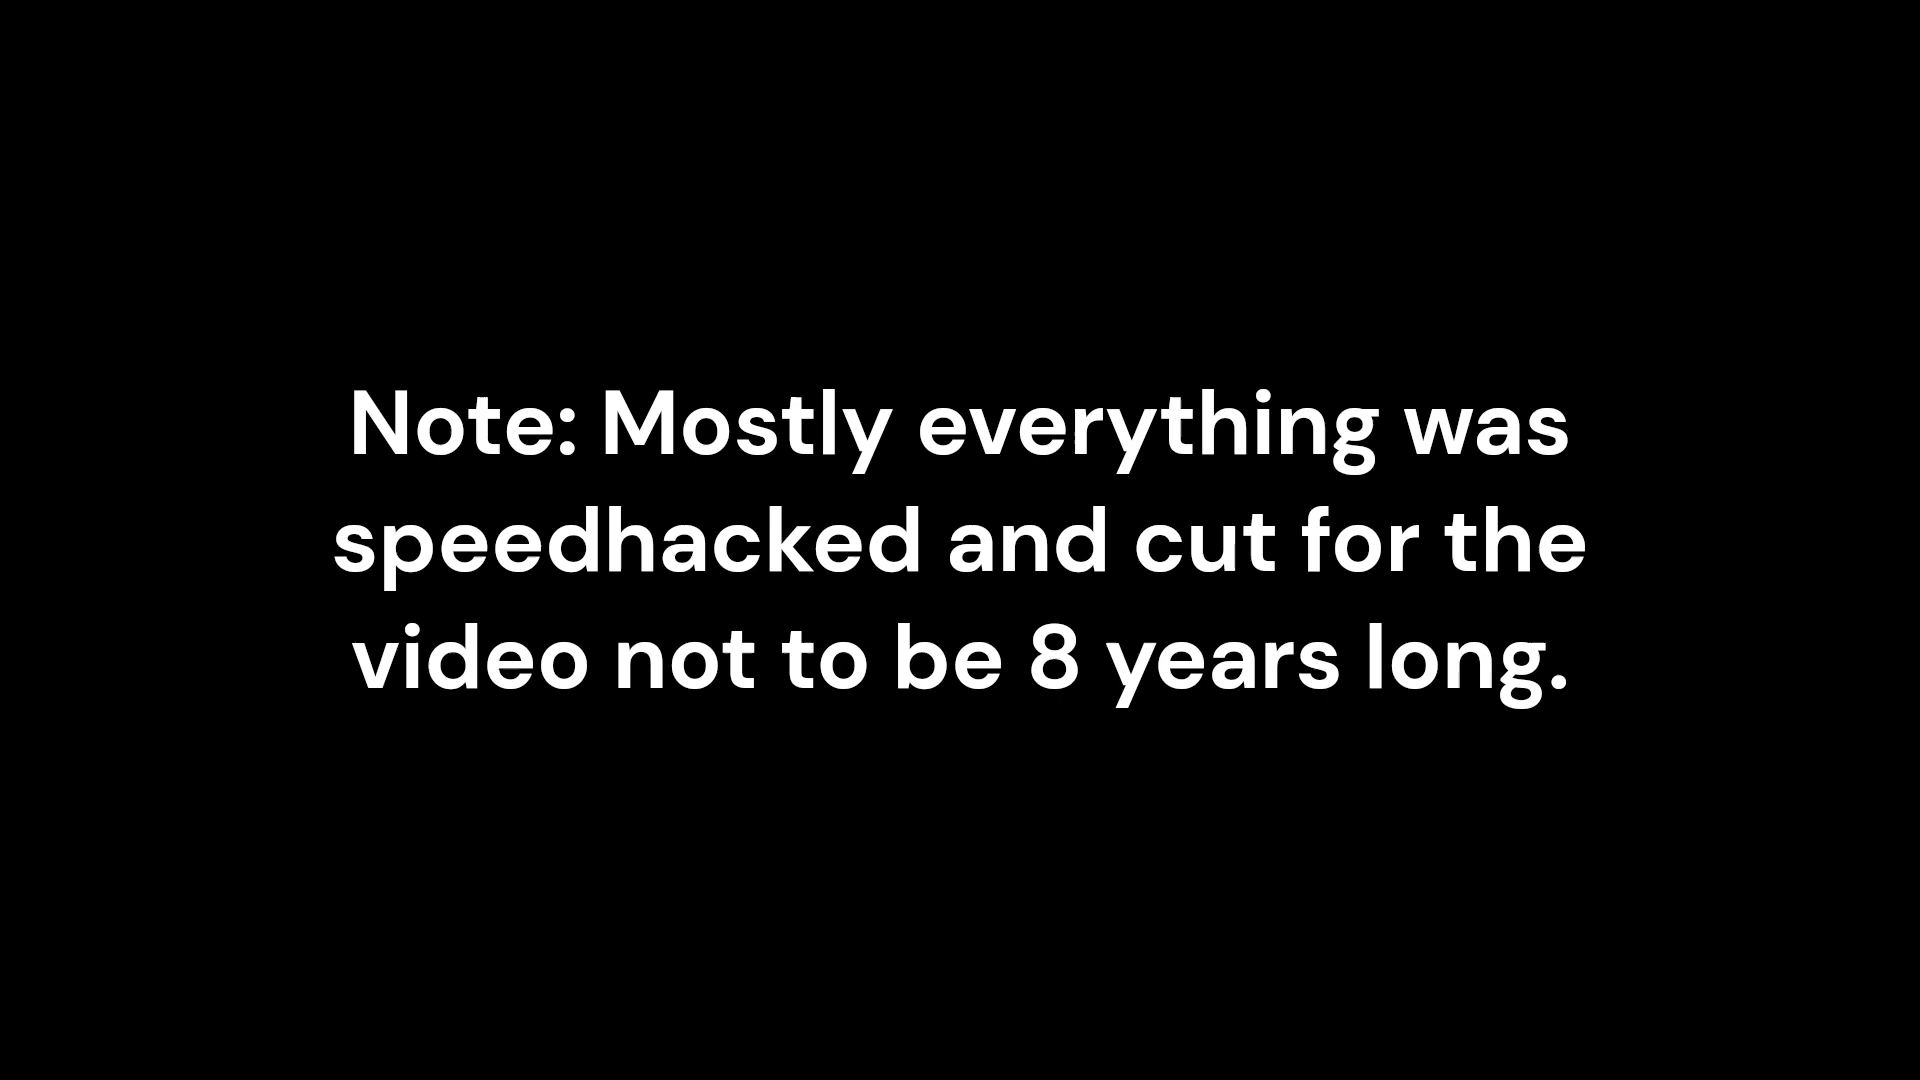 Note: Mostly everything was
speedhacked and cut for the
video not to be 8 years long.